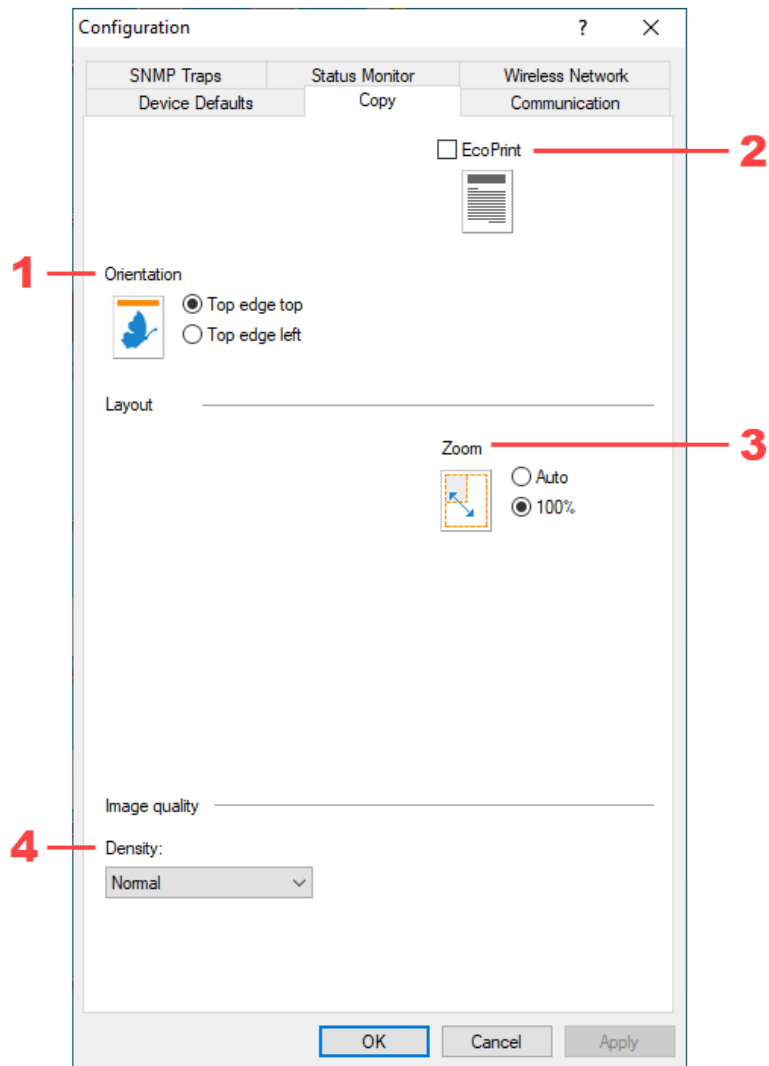 Configuration ? ×
SNMP Traps Status Monitor Wireless Network
Device Defaults Copy Communication
EcoPrint 2
1 Orientation
Top edge top
Top edge left
Layout
Zoom 3
Auto
100%
Image quality
4 Density:
Normal
OK Cancel Apply